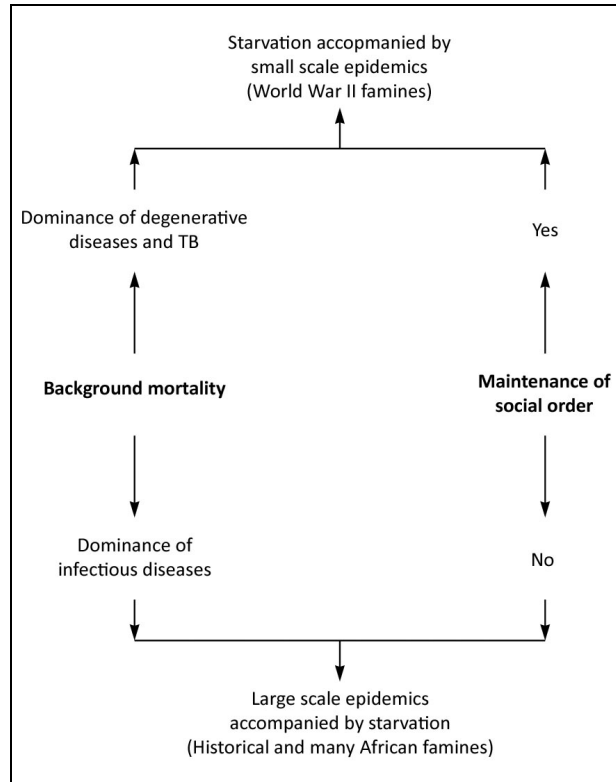 Starvation accopmanied by
small scale epidemics
(World War II famines)
Dominance of degenerative
diseases and TB
Yes
Background mortality
Maintenance of
social order
Dominance of
infectious diseases
No
Large scale epidemics
accompanied by starvation
(Historical and many African famines)